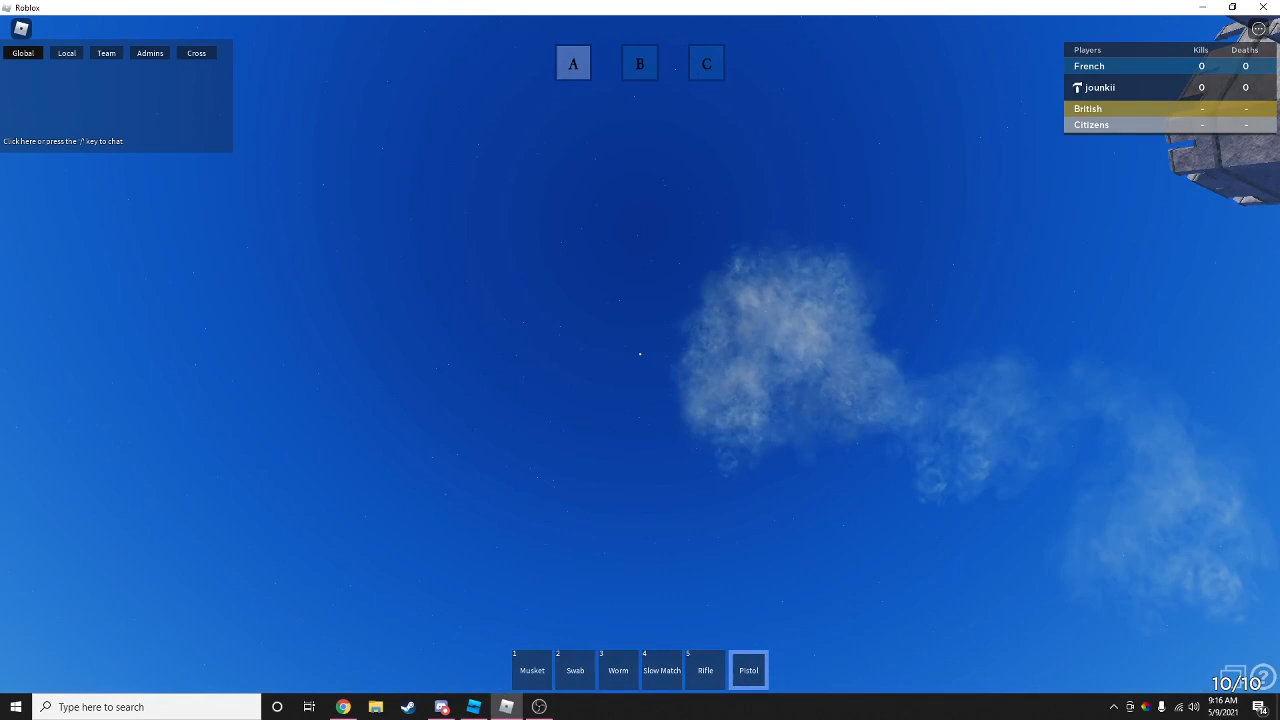 Roblox
Global Local Team Admins Cross
Click here or press the '/' key to chat
A B C
Players Kills Deaths
French 0 0
jounkii 0 0
British - -
Citizens - -
1 2 3 4 5
Musket Swab Worm Slow Match Rifle Pistol
10/10
Type here to search
9:16 AM
5/9/2021